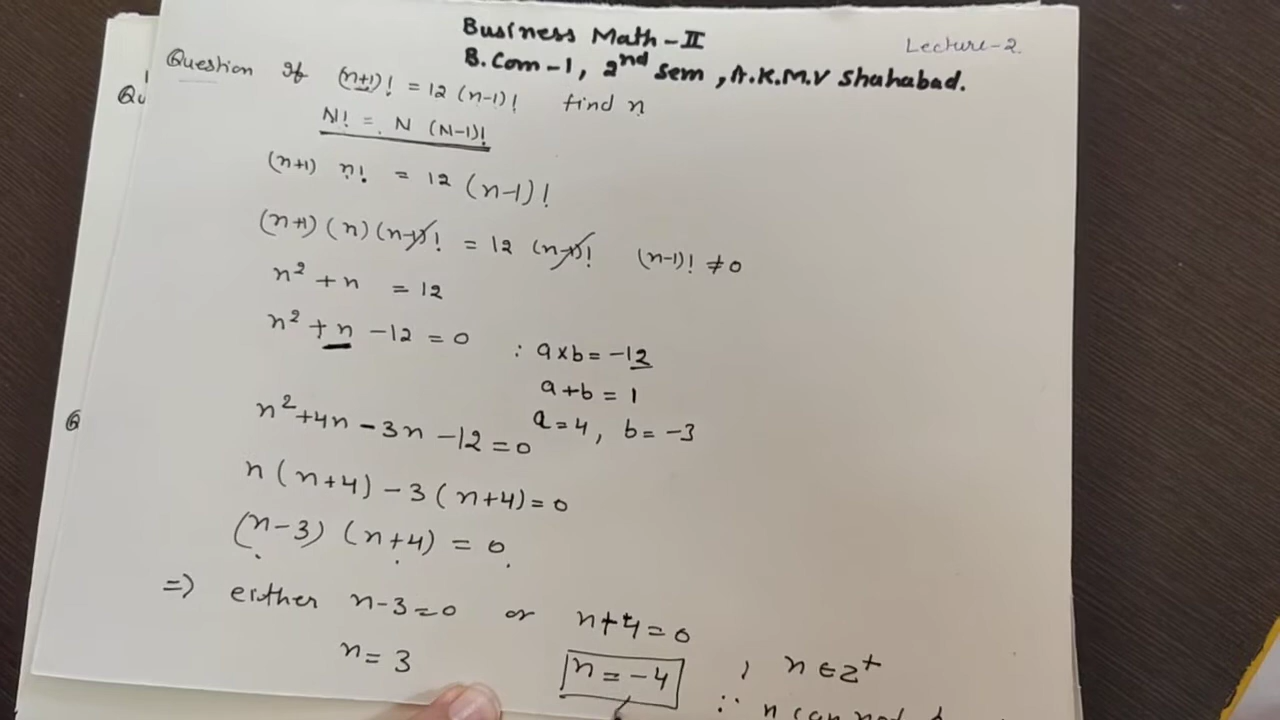 Business Math-II
Lecture-2
B.Com-1, 2nd sem, A.K.M.V Shahabad.
Question If (n+1)! = 12 (n-1)! find n
N! = N (N-1)!
(n+1) n! = 12 (n-1)!
(n+1) (n) (n-1)! = 12 (n-1)! (n-1)! ≠ 0
n² + n = 12
n² + n - 12 = 0 : a×b = -12
a+b = 1
n² + 4n - 3n - 12 = 0 a = 4, b = -3
n (n+4) - 3 (n+4) = 0
(n-3) (n+4) = 0.
⇒ either n-3 = 0 or n+4 = 0
n = 3 n = -4 , n ∈ Z⁺
∵ n can not